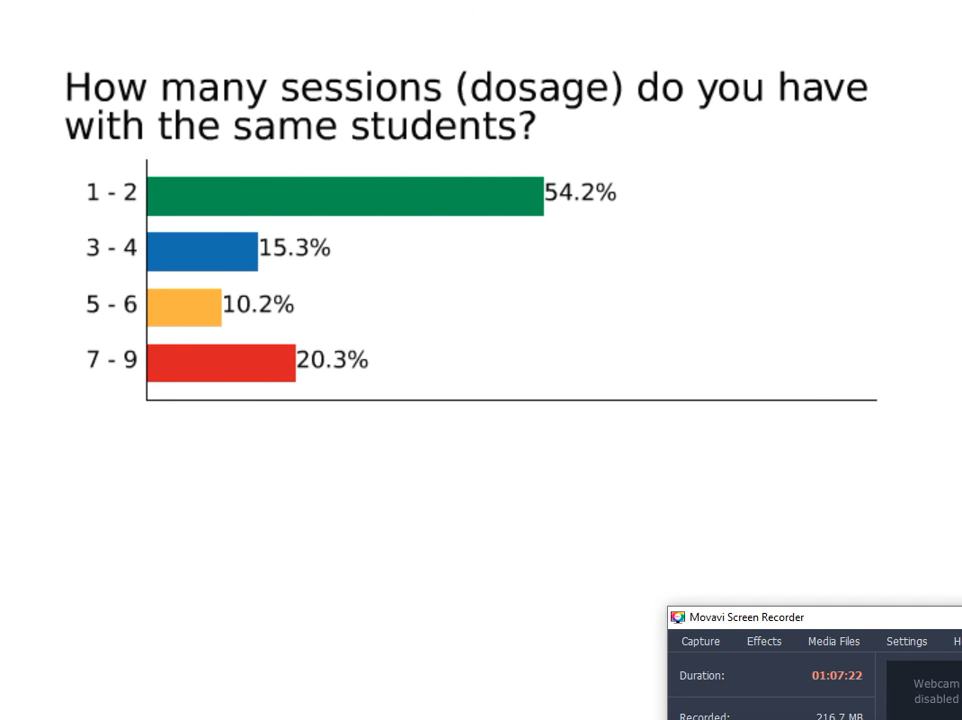 How many sessions (dosage) do you have
with the same students?
1 - 2 54.2%
3 - 4 15.3%
5 - 6 10.2%
7 - 9 20.3%
Movavi Screen Recorder
Capture Effects Media Files Settings H
Duration: 01:07:22
Webcam
disabled
Recorded: 216.7 MB